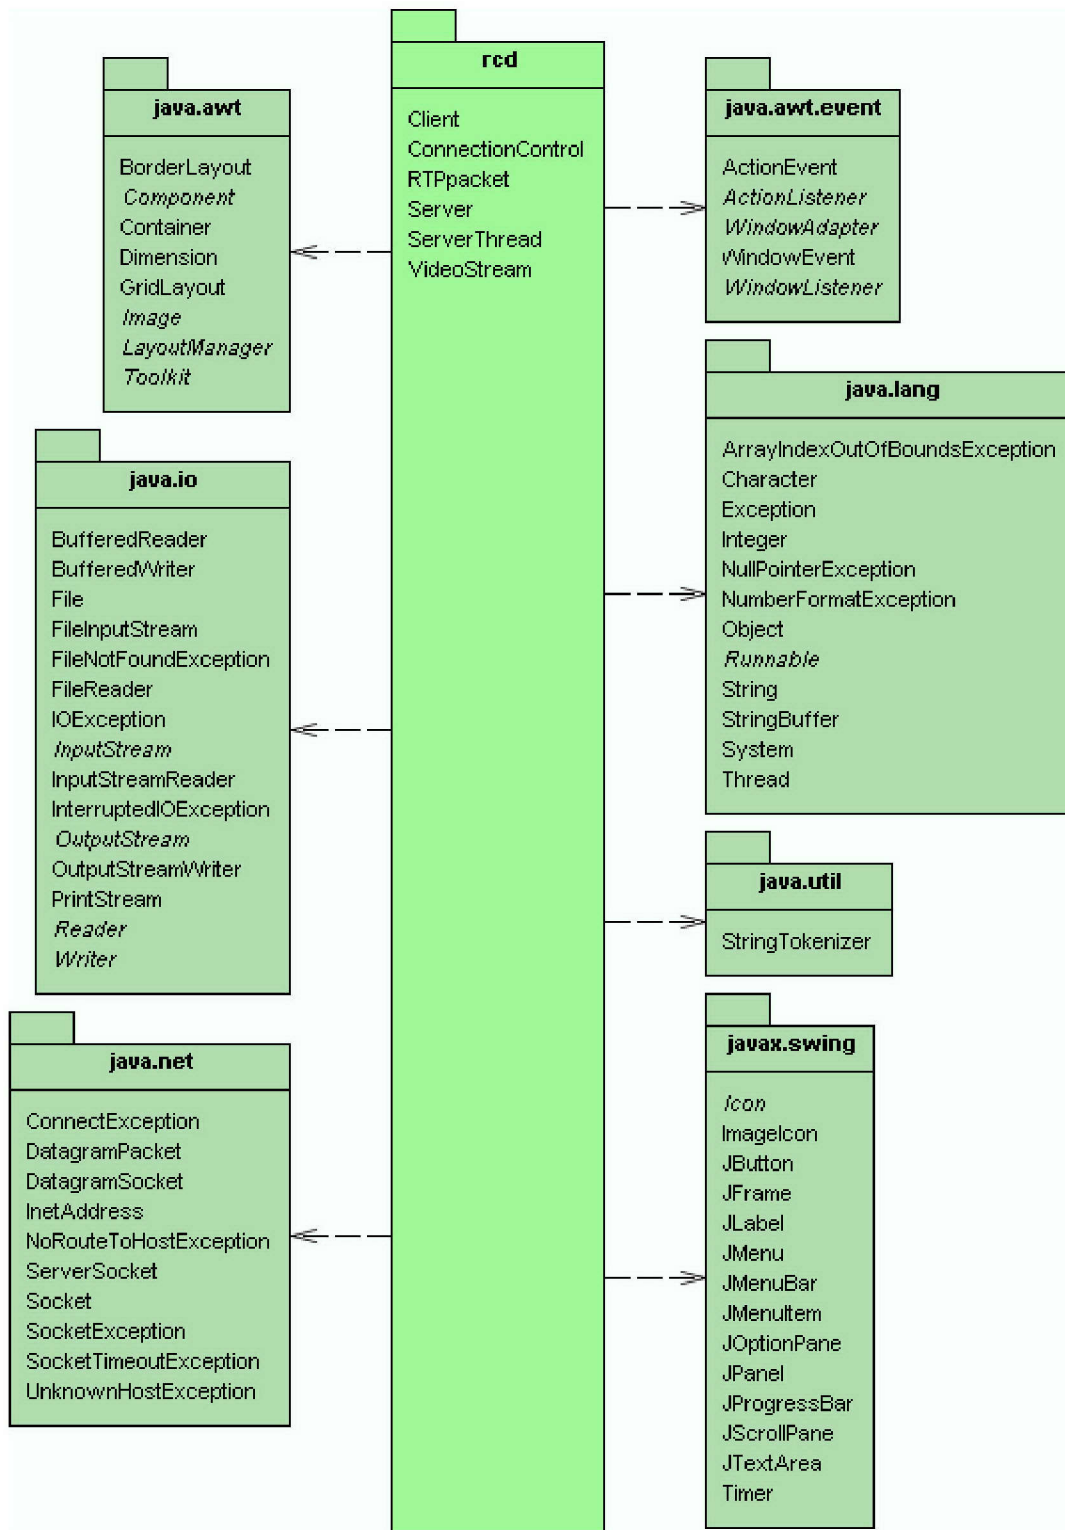 rcd
Client
ConnectionControl
RTPpacket
Server
ServerThread
VideoStream
java.awt
BorderLayout
Component
Container
Dimension
GridLayout
Image
LayoutManager
Toolkit
java.io
BufferedReader
BufferedWriter
File
FileInputStream
FileNotFoundException
FileReader
IOException
InputStream
InputStreamReader
InterruptedIOException
OutputStream
OutputStreamWriter
PrintStream
Reader
Writer
java.net
ConnectException
DatagramPacket
DatagramSocket
InetAddress
NoRouteToHostException
ServerSocket
Socket
SocketException
SocketTimeoutException
UnknownHostException
java.awt.event
ActionEvent
ActionListener
WindowAdapter
WindowEvent
WindowListener
java.lang
ArrayIndexOutOfBoundsException
Character
Exception
Integer
NullPointerException
NumberFormatException
Object
Runnable
String
StringBuffer
System
Thread
java.util
StringTokenizer
javax.swing
Icon
ImageIcon
JButton
JFrame
JLabel
JMenu
JMenuBar
JMenuItem
JOptionPane
JPanel
JProgressBar
JScrollPane
JTextArea
Timer